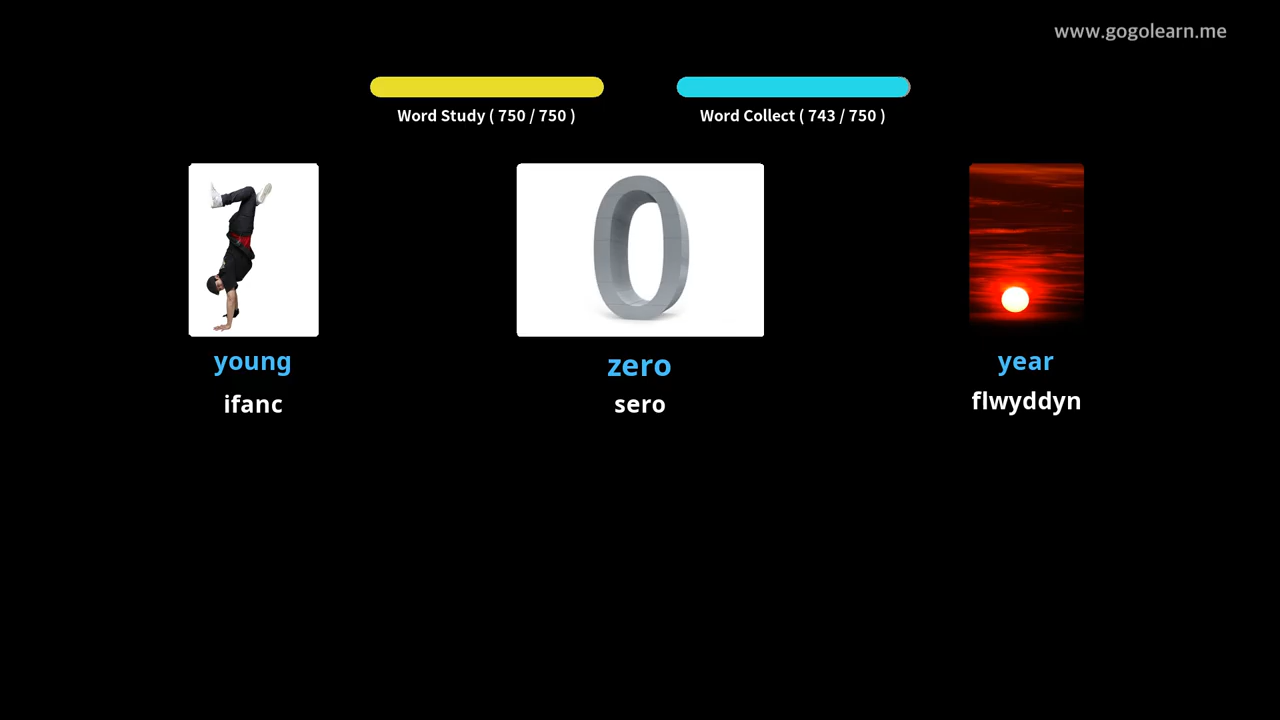 www.gogolearn.me
Word Study ( 750 / 750 )
Word Collect ( 743 / 750 )
young
zero
year
ifanc
sero
flwyddyn